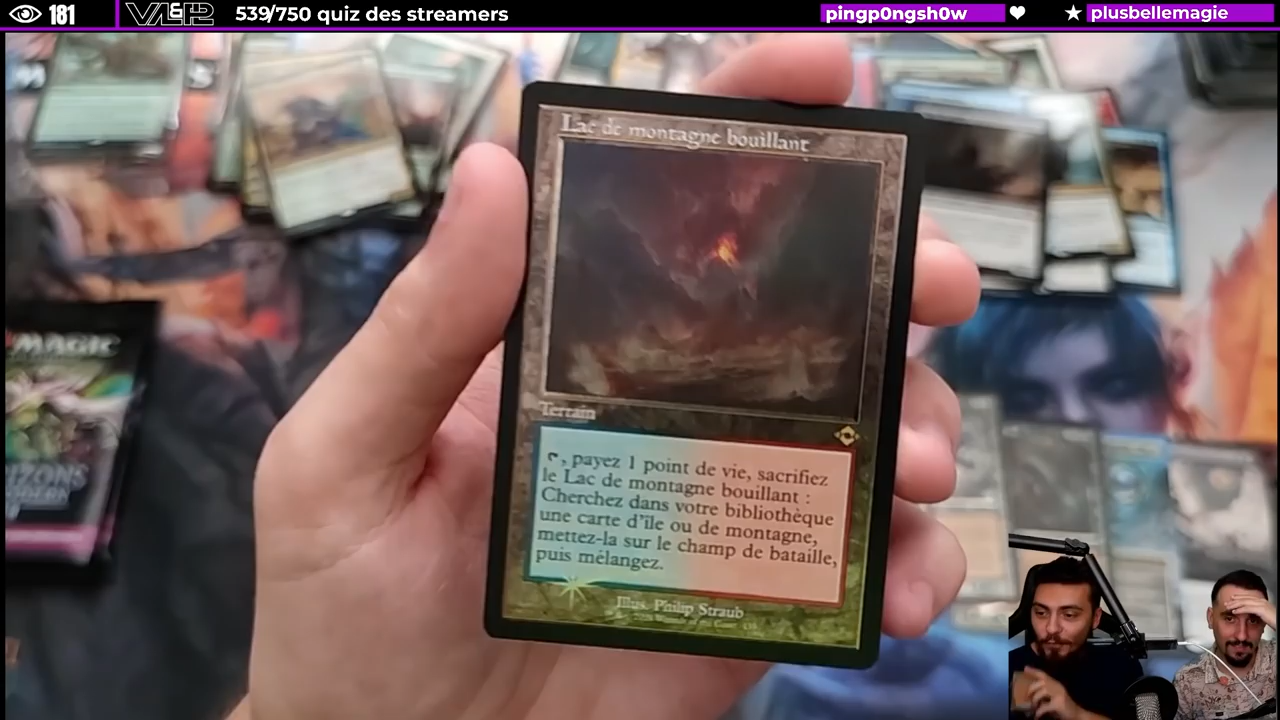 181
VL&P
539/750 quiz des streamers
pingp0ngsh0w
plusbellemagie
Lac de montagne bouillant
Terrain
, payez 1 point de vie, sacrifiez
le Lac de montagne bouillant :
Cherchez dans votre bibliothèque
une carte d'île ou de montagne,
mettez-la sur le champ de bataille,
puis mélangez.
Illus. Philip Straub
MAGIC